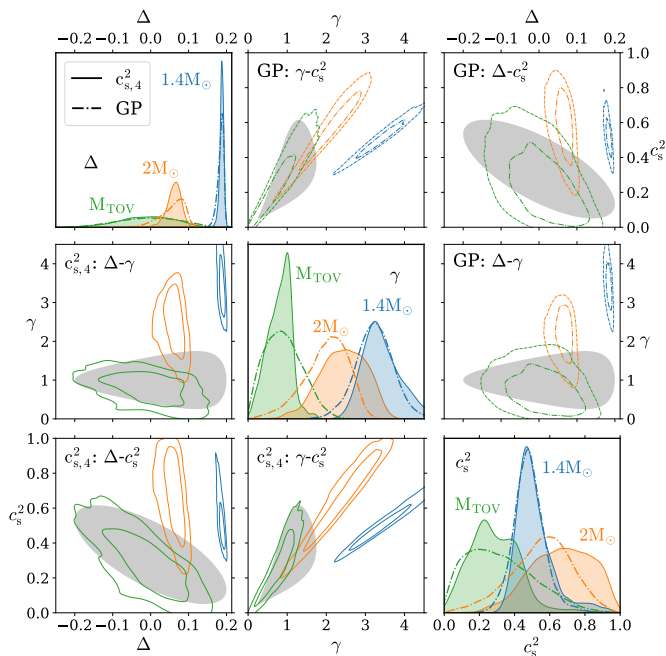 Δ γ Δ
−0.2 −0.1 0.0 0.1 0.2 0 1 2 3 4 −0.2 −0.1 0.0 0.1 0.2
c²s,4 1.4M⊙ GP: γ-c²s GP: Δ-c²s 1.0
GP 0.8
Δ 0.6
2M⊙ 0.4 c²s
M_TOV 0.2
0.0
c²s,4: Δ-γ M_TOV γ GP: Δ-γ
4 1.4M⊙ 4
3 2M⊙ 3
γ 2 2 γ
1 1
0 0
1.0 c²s,4: Δ-c²s c²s,4: γ-c²s c²s
0.8 1.4M⊙
0.6 M_TOV
c²s 0.4 2M⊙
0.2
0.0
−0.2 −0.1 0.0 0.1 0.2 0 1 2 3 4 0.0 0.2 0.4 0.6 0.8 1.0
Δ γ c²s